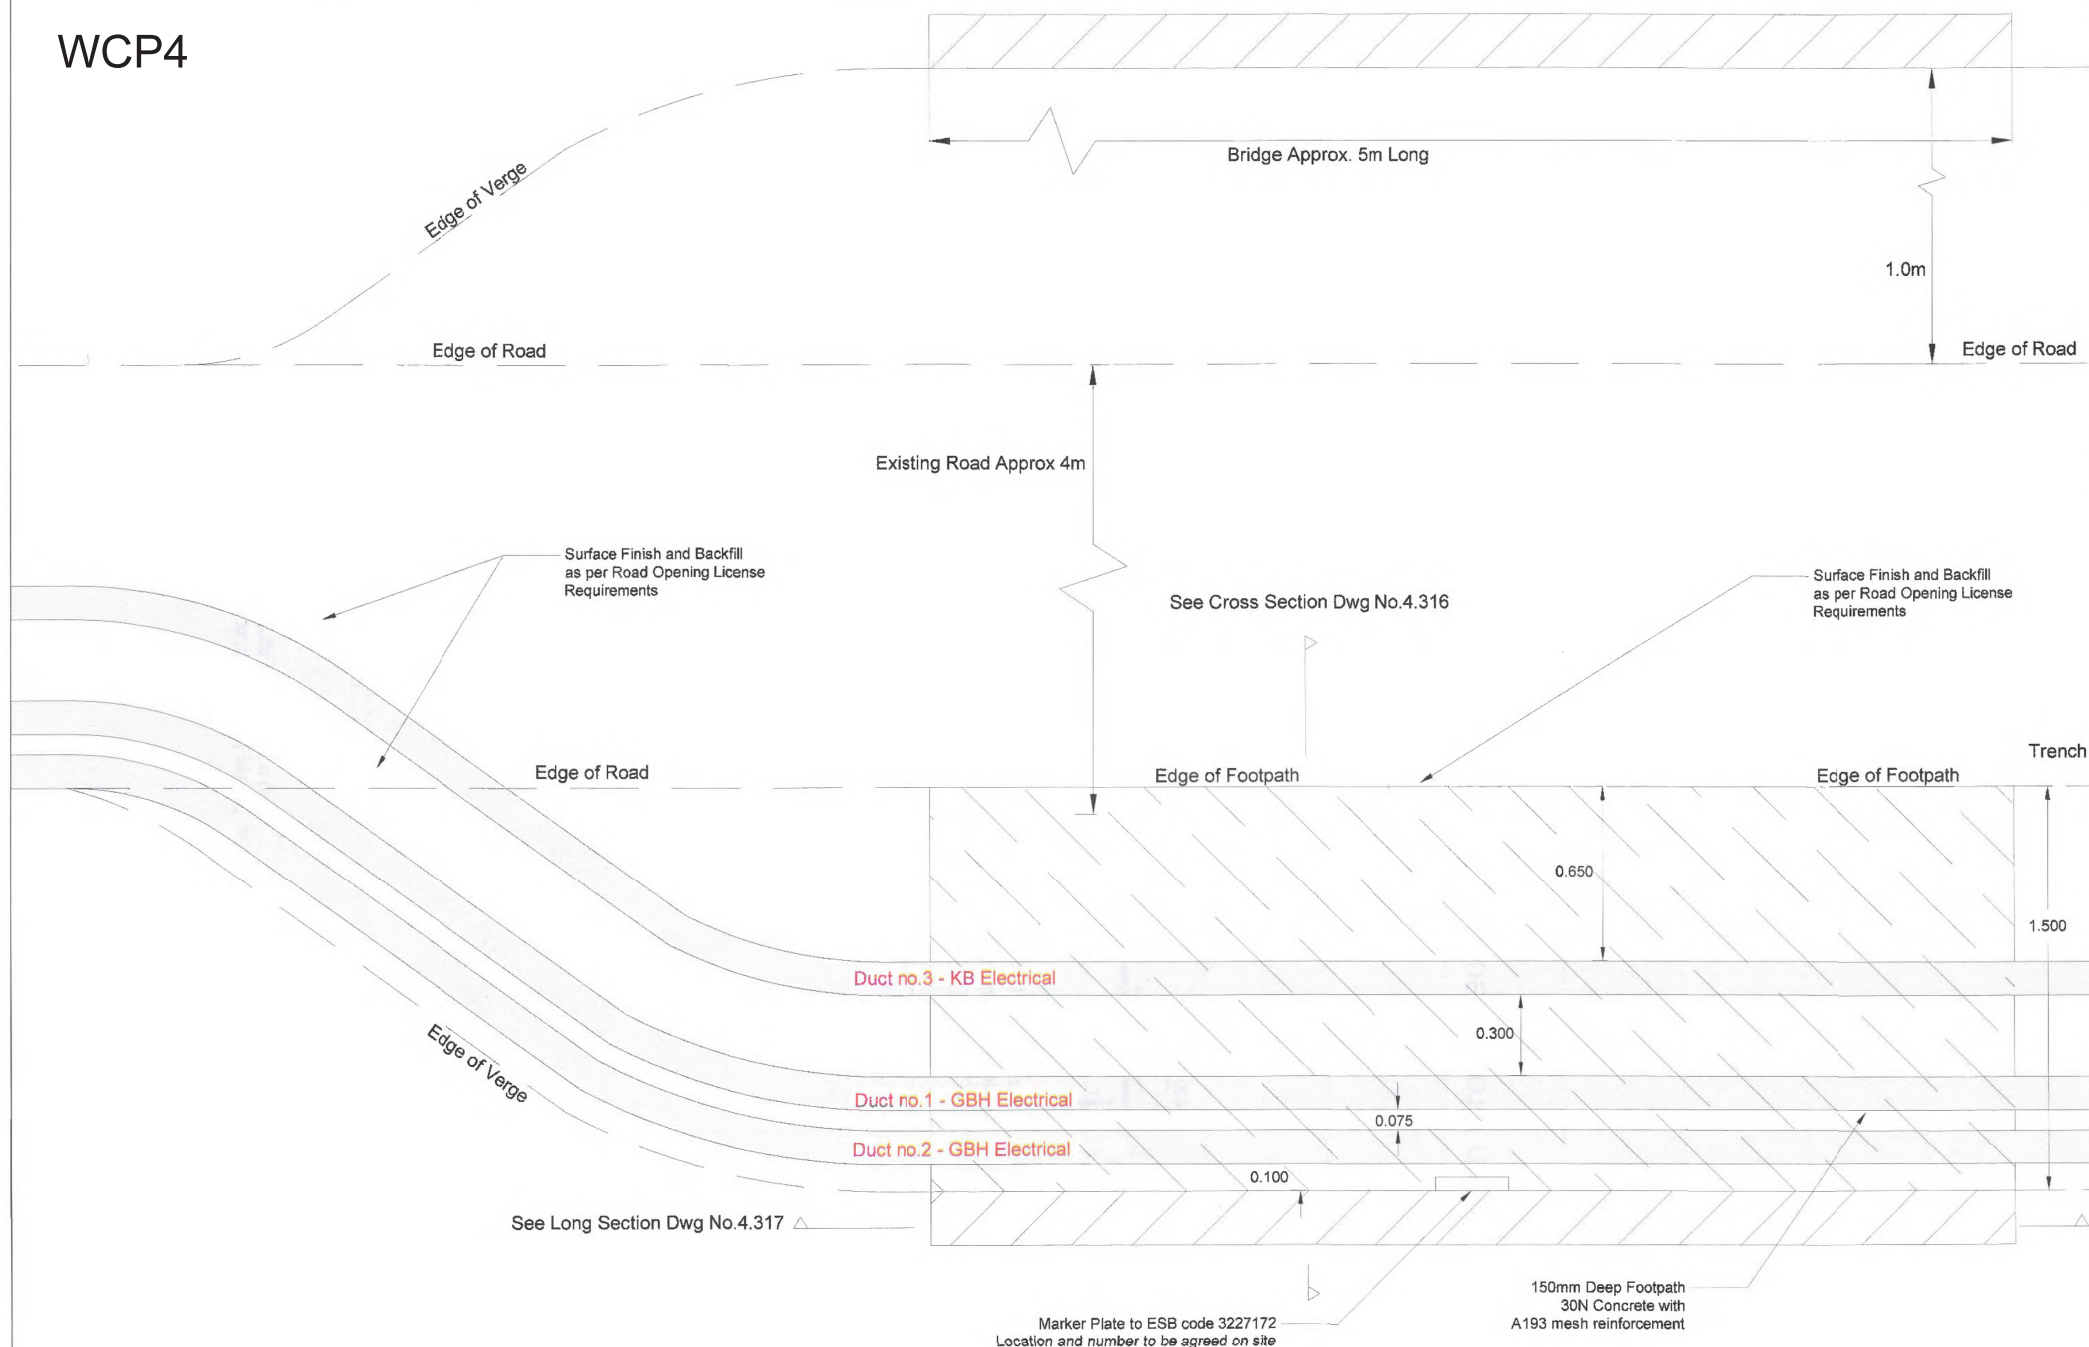 WCP4
Bridge Approx. 5m Long
Edge of Verge
1.0m
Edge of Road
Edge of Road
Existing Road Approx 4m
Surface Finish and Backfill
as per Road Opening License
Requirements
See Cross Section Dwg No.4.316
Surface Finish and Backfill
as per Road Opening License
Requirements
Trench
Edge of Road
Edge of Footpath
Edge of Footpath
0.650
1.500
Duct no.3 - KB Electrical
0.300
Edge of Verge
Duct no.1 - GBH Electrical
0.075
Duct no.2 - GBH Electrical
0.100
See Long Section Dwg No.4.317
150mm Deep Footpath
30N Concrete with
A193 mesh reinforcement
Marker Plate to ESB code 3227172
Location and number to be agreed on site